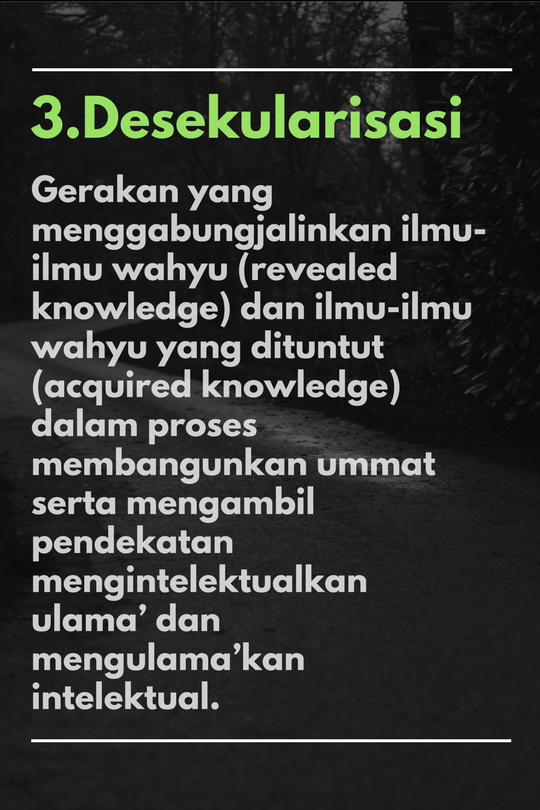 3.Desekularisasi
Gerakan yang
menggabungjalinkan ilmu-
ilmu wahyu (revealed
knowledge) dan ilmu-ilmu
wahyu yang dituntut
(acquired knowledge)
dalam proses
membangunkan ummat
serta mengambil
pendekatan
mengintelektualkan
ulama’ dan
mengulama’kan
intelektual.